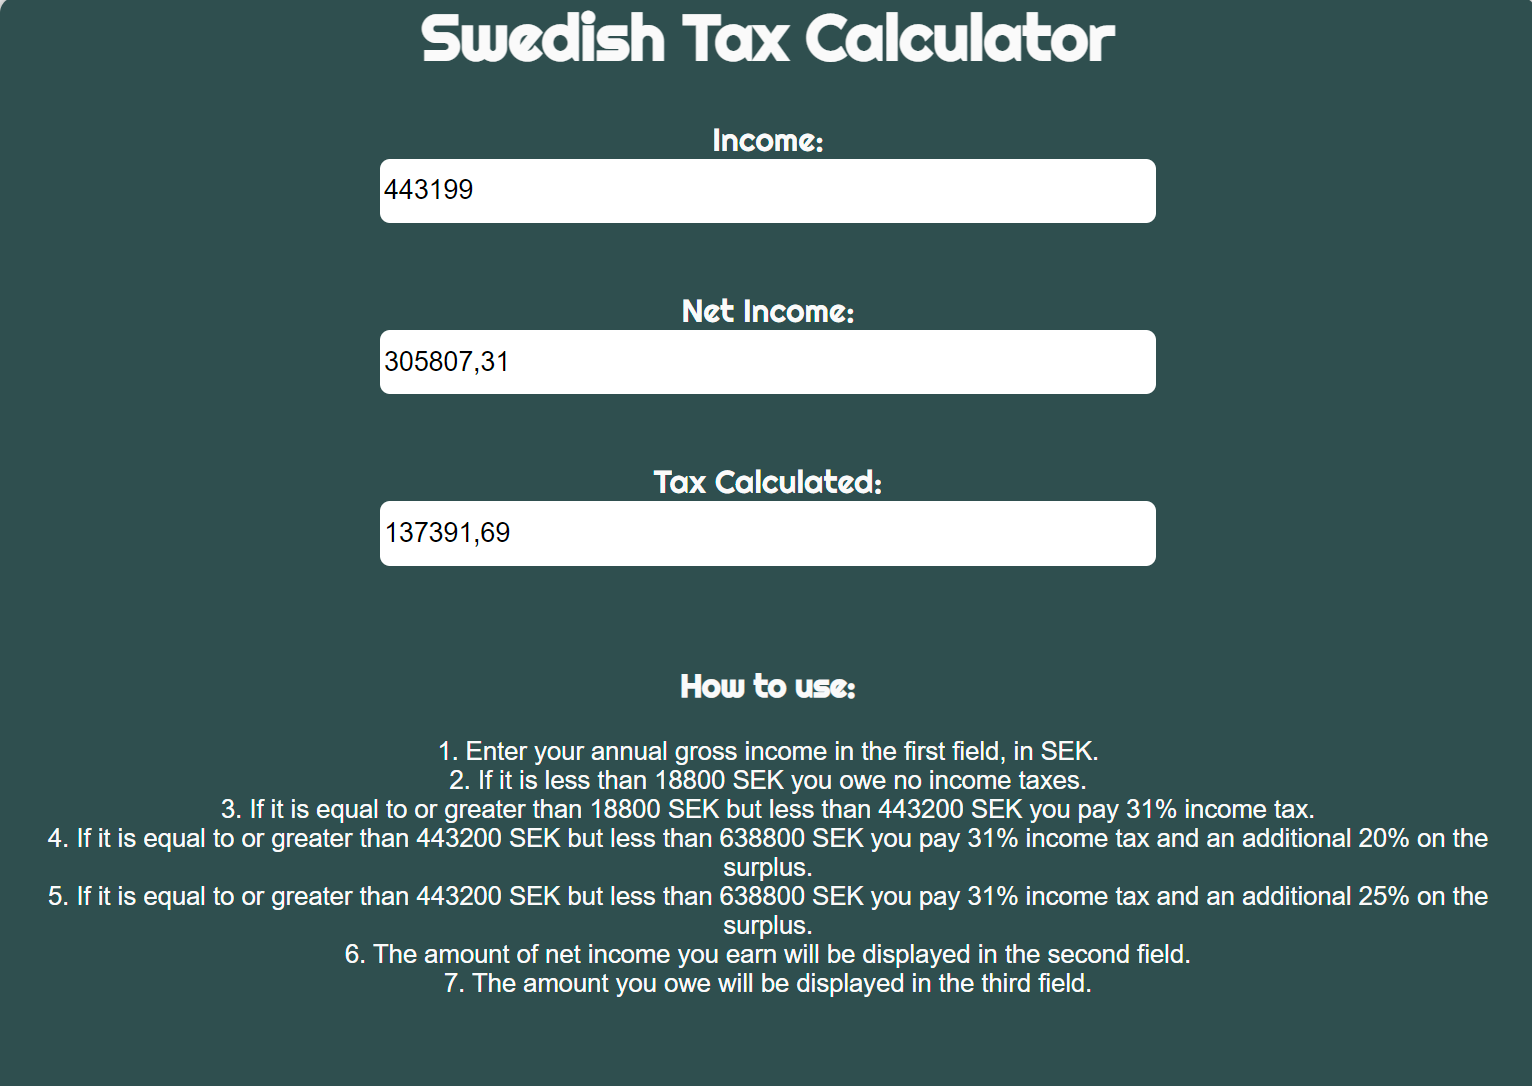 Swedish Tax Calculator
Income:
443199
Net Income:
305807,31
Tax Calculated:
137391,69
How to use:
1. Enter your annual gross income in the first field, in SEK.
2. If it is less than 18800 SEK you owe no income taxes.
3. If it is equal to or greater than 18800 SEK but less than 443200 SEK you pay 31% income tax.
4. If it is equal to or greater than 443200 SEK but less than 638800 SEK you pay 31% income tax and an additional 20% on the
surplus.
5. If it is equal to or greater than 443200 SEK but less than 638800 SEK you pay 31% income tax and an additional 25% on the
surplus.
6. The amount of net income you earn will be displayed in the second field.
7. The amount you owe will be displayed in the third field.